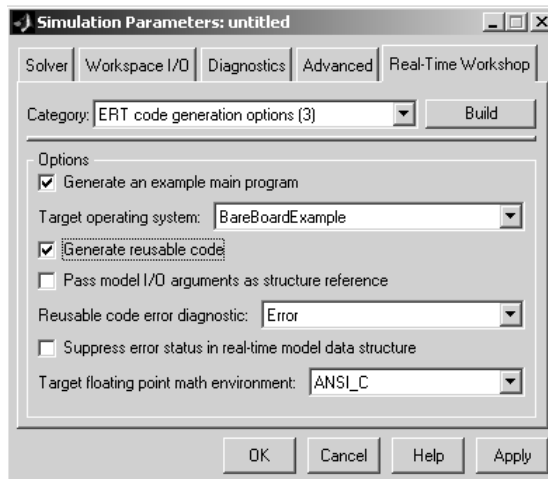 Simulation Parameters: untitled
Solver Workspace I/O Diagnostics Advanced Real-Time Workshop
Category: ERT code generation options (3) Build
Options
Generate an example main program
Target operating system: BareBoardExample
Generate reusable code
Pass model I/O arguments as structure reference
Reusable code error diagnostic: Error
Suppress error status in real-time model data structure
Target floating point math environment: ANSI_C
OK Cancel Help Apply